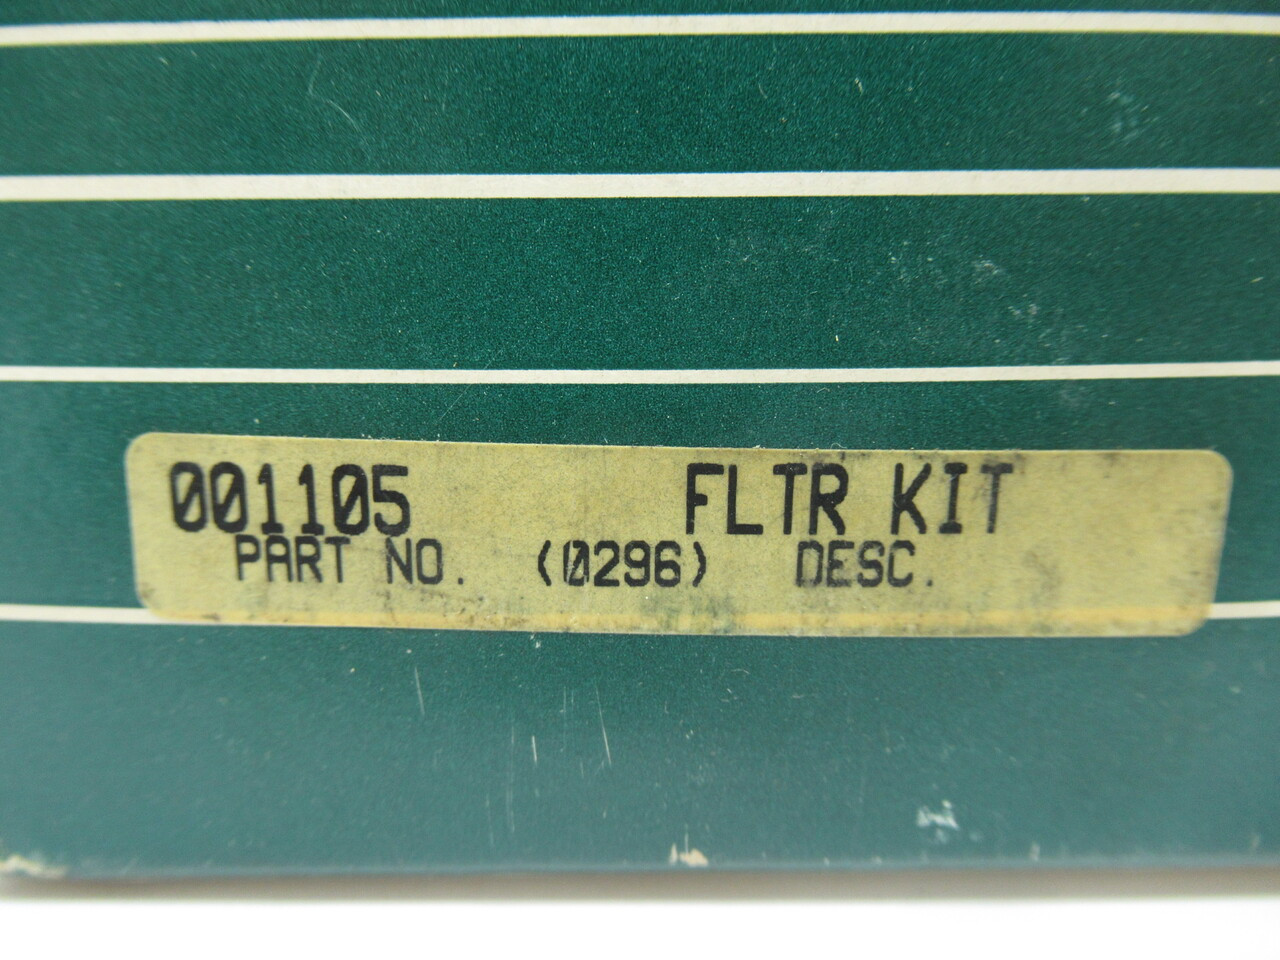 001105 FLTR KIT
PART NO. (0296) DESC.